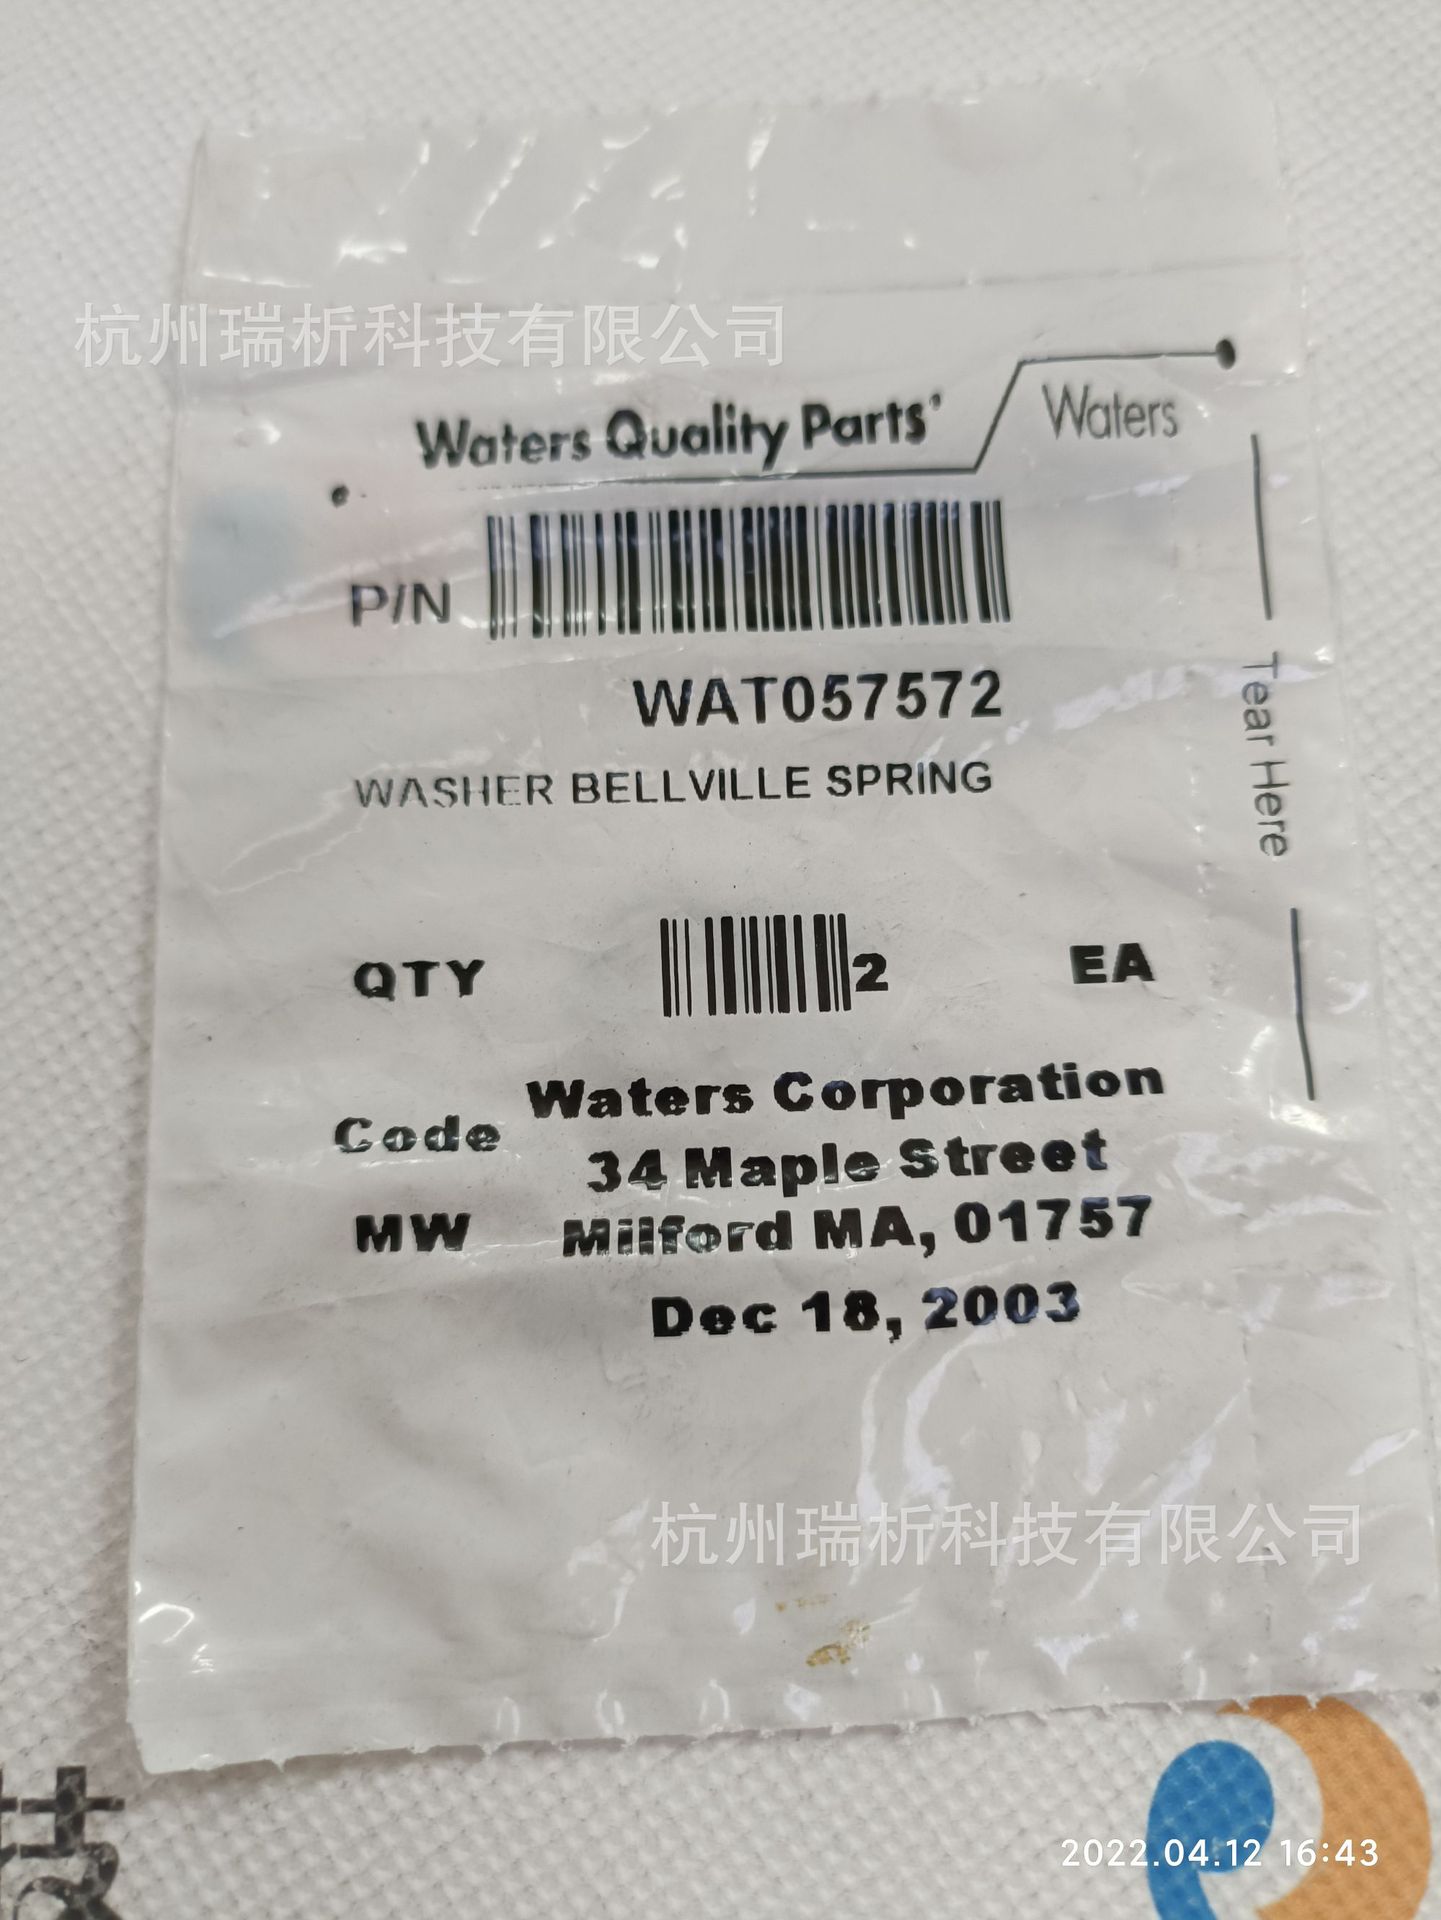 杭州瑞析科技有限公司
Waters Quality Parts
Waters
P/N
WAT057572
WASHER BELLVILLE SPRING
Tear Here
QTY 2 EA
Code
MW
Waters Corporation
34 Maple Street
Milford MA, 01757
Dec 18, 2003
杭州瑞析科技有限公司
2022.04.12 16:43